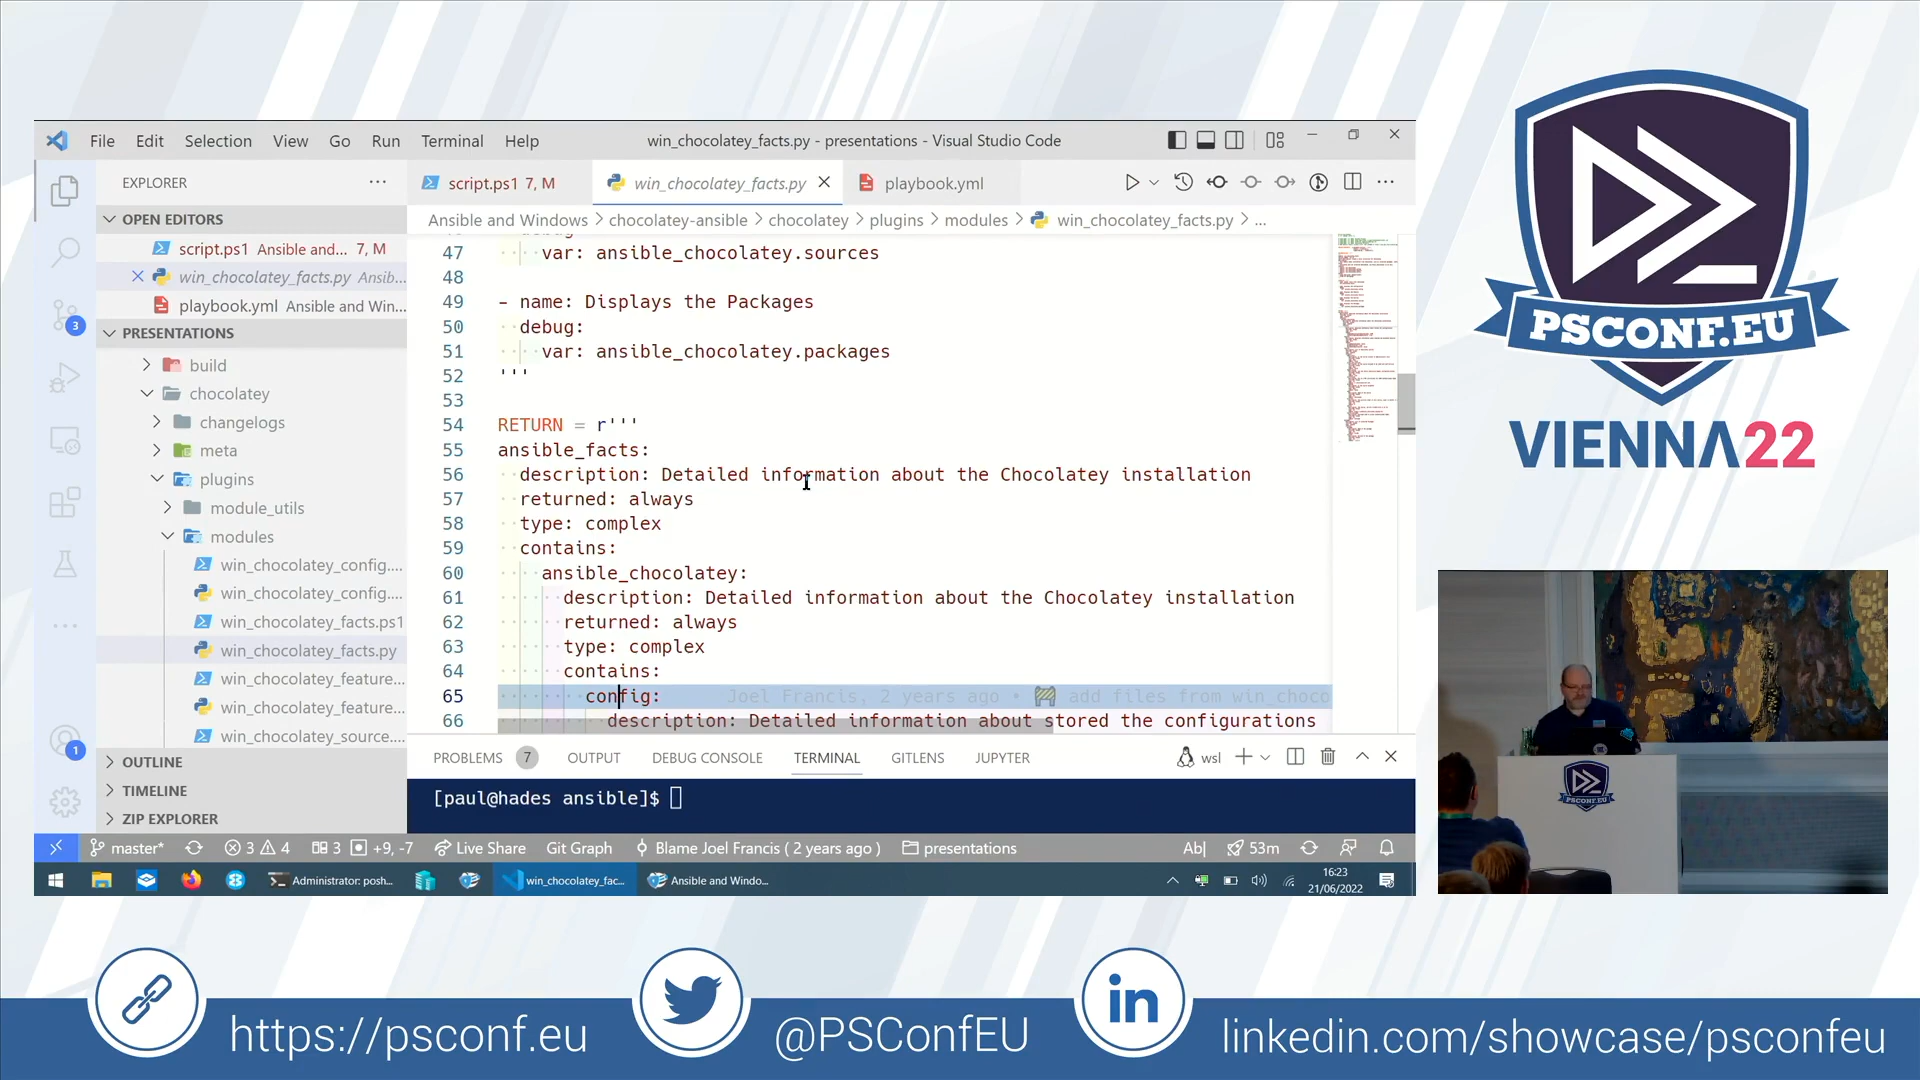 File Edit Selection View Go Run Terminal Help
win_chocolatey_facts.py - presentations - Visual Studio Code
EXPLORER
script.ps1 7, M
win_chocolatey_facts.py
playbook.yml
OPEN EDITORS
script.ps1 Ansible and... 7, M
win_chocolatey_facts.py Ansib...
playbook.yml Ansible and Win...
PRESENTATIONS
build
chocolatey
changelogs
meta
plugins
module_utils
modules
win_chocolatey_config....
win_chocolatey_config....
win_chocolatey_facts.ps1
win_chocolatey_facts.py
win_chocolatey_feature...
win_chocolatey_feature...
win_chocolatey_source....
OUTLINE
TIMELINE
ZIP EXPLORER
3
1
Ansible and Windows > chocolatey-ansible > chocolatey > plugins > modules > win_chocolatey_facts.py > ...
47 var: ansible_chocolatey.sources
48
49 - name: Displays the Packages
50 debug:
51 var: ansible_chocolatey.packages
52 '''
53
54 RETURN = r'''
55 ansible_facts:
56 description: Detailed information about the Chocolatey installation
57 returned: always
58 type: complex
59 contains:
60 ansible_chocolatey:
61 description: Detailed information about the Chocolatey installation
62 returned: always
63 type: complex
64 contains:
65 config: Joel Francis, 2 years ago • 🚧 add files from win_choco
66 description: Detailed information about stored the configurations
PROBLEMS 7 OUTPUT DEBUG CONSOLE TERMINAL GITLENS JUPYTER
wsl
[paul@hades ansible]$
master* 3 4 3 +9, -7 Live Share Git Graph Blame Joel Francis ( 2 years ago ) presentations Ab| 53m
Administrator: posh...
win_chocolatey_fac...
Ansible and Windo...
16:23
21/06/2022
PSCONF.EU
VIENNA22
PSCONF.EU
https://psconf.eu
@PSConfEU
in
linkedin.com/showcase/psconfeu